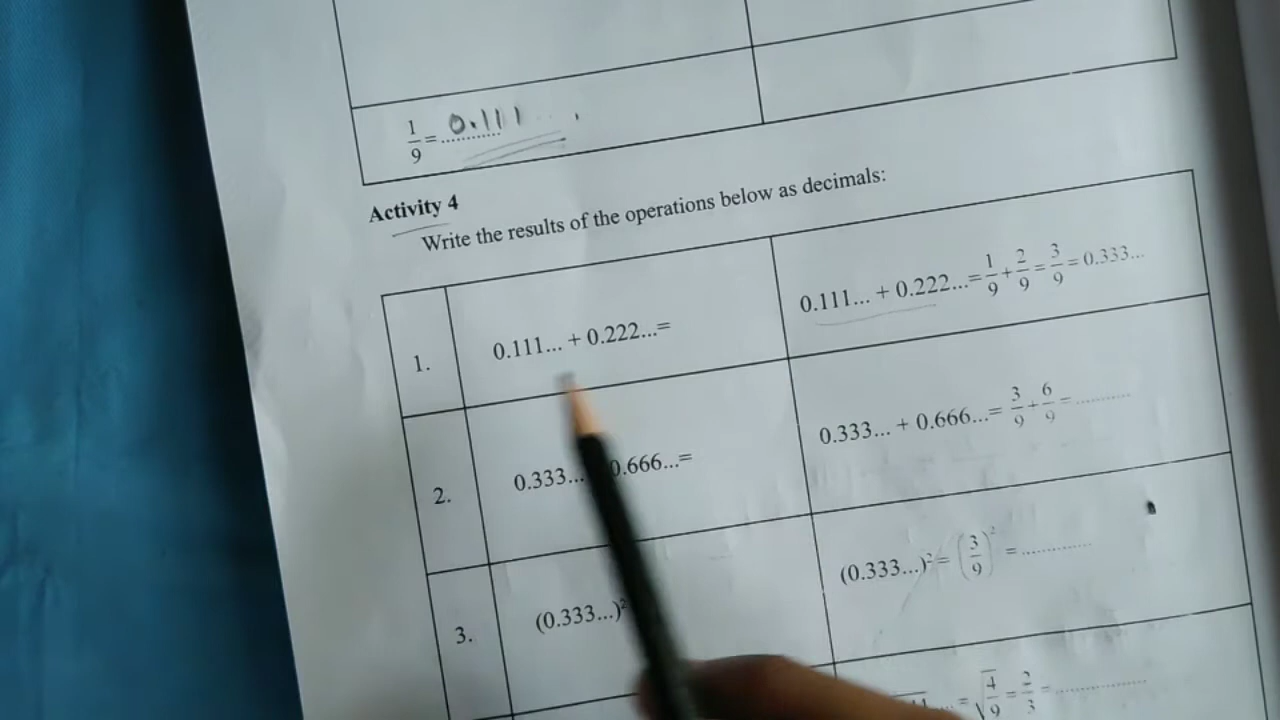 1/9 = 0.111
Activity 4
Write the results of the operations below as decimals:
1. 0.111... + 0.222...= 0.111... + 0.222...= 1/9 + 2/9 = 3/9 = 0.333...
2. 0.333... 0.666...= 0.333... + 0.666...= 3/9 + 6/9 = ...........
3. (0.333...)² (0.333...)² = (3/9)² = .............
... = √4/9 = 2/3 = .................